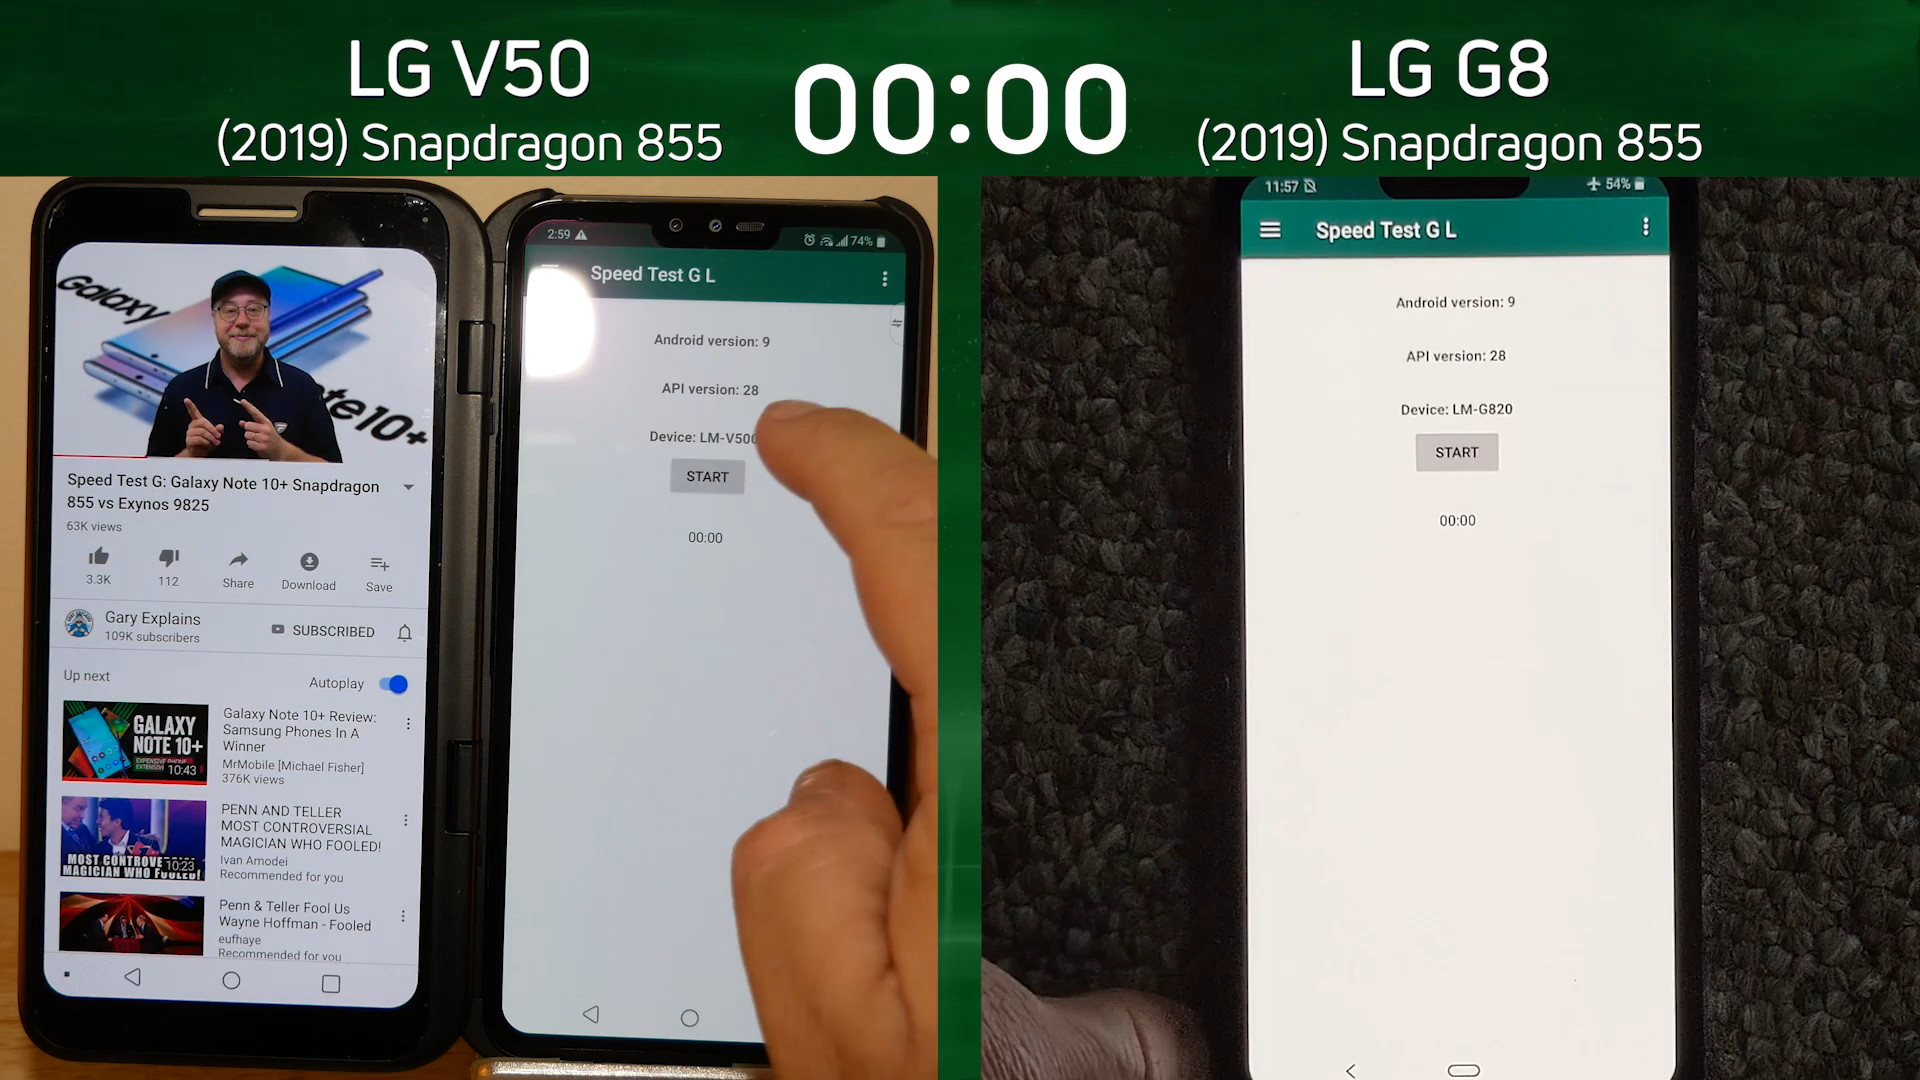 LG V50
(2019) Snapdragon 855
00:00
LG G8
(2019) Snapdragon 855
Galaxy
te10+
Speed Test G: Galaxy Note 10+ Snapdragon
855 vs Exynos 9825
63K views
3.3K
112
Share
Download
Save
Gary Explains
109K subscribers
SUBSCRIBED
Up next
Autoplay
GALAXY
NOTE 10+
10:43
Galaxy Note 10+ Review:
Samsung Phones In A
Winner
MrMobile [Michael Fisher]
376K views
MOST CONTROVE
MAGICIAN WHO FOOLED!
10:23
PENN AND TELLER
MOST CONTROVERSIAL
MAGICIAN WHO FOOLED!
Ivan Amodei
Recommended for you
Penn & Teller Fool Us
Wayne Hoffman - Fooled
eufhaye
Recommended for you
2:59
74%
Speed Test G L
Android version: 9
API version: 28
Device: LM-V500
START
00:00
11:57
54%
Speed Test G L
Android version: 9
API version: 28
Device: LM-G820
START
00:00